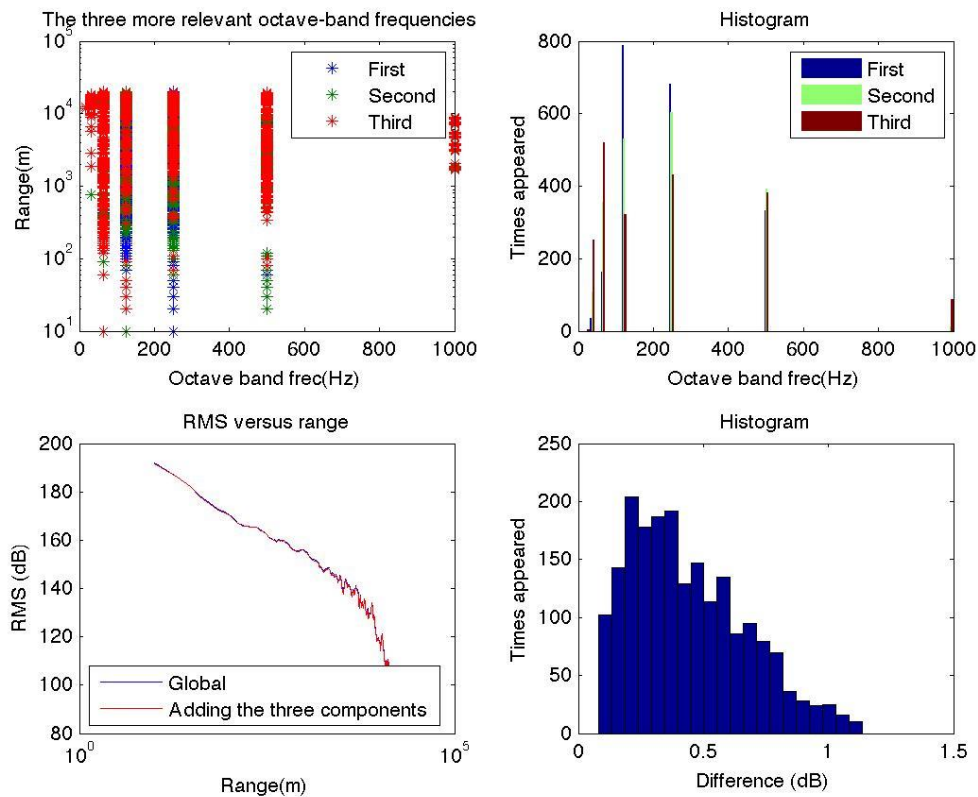 The three more relevant octave-band frequencies
10^5
10^4
10^3
10^2
10^1
Range(m)
First
Second
Third
0 200 400 600 800 1000
Octave band frec(Hz)
Histogram
800
600
400
200
0
Times appeared
First
Second
Third
0 200 400 600 800 1000
Octave band frec(Hz)
RMS versus range
200
180
160
140
120
100
80
RMS (dB)
Global
Adding the three components
10^0 10^5
Range(m)
Histogram
250
200
150
100
50
0
Times appeared
0 0.5 1 1.5
Difference (dB)